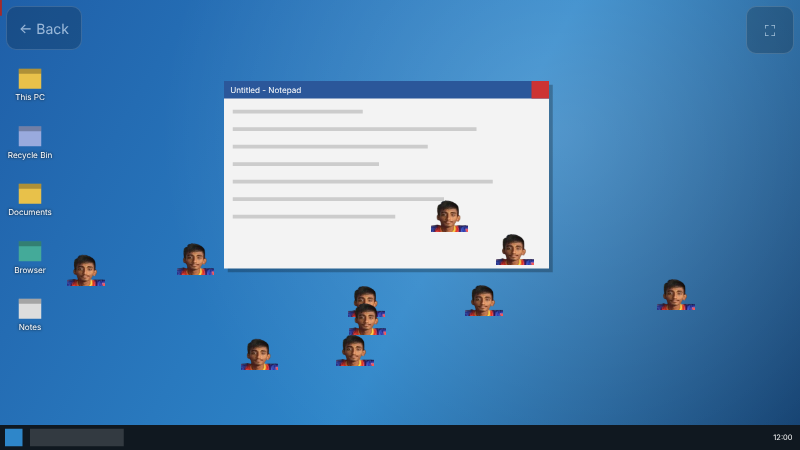 ← Back
This PC
Recycle Bin
Documents
Browser
Notes
Untitled - Notepad
12:00